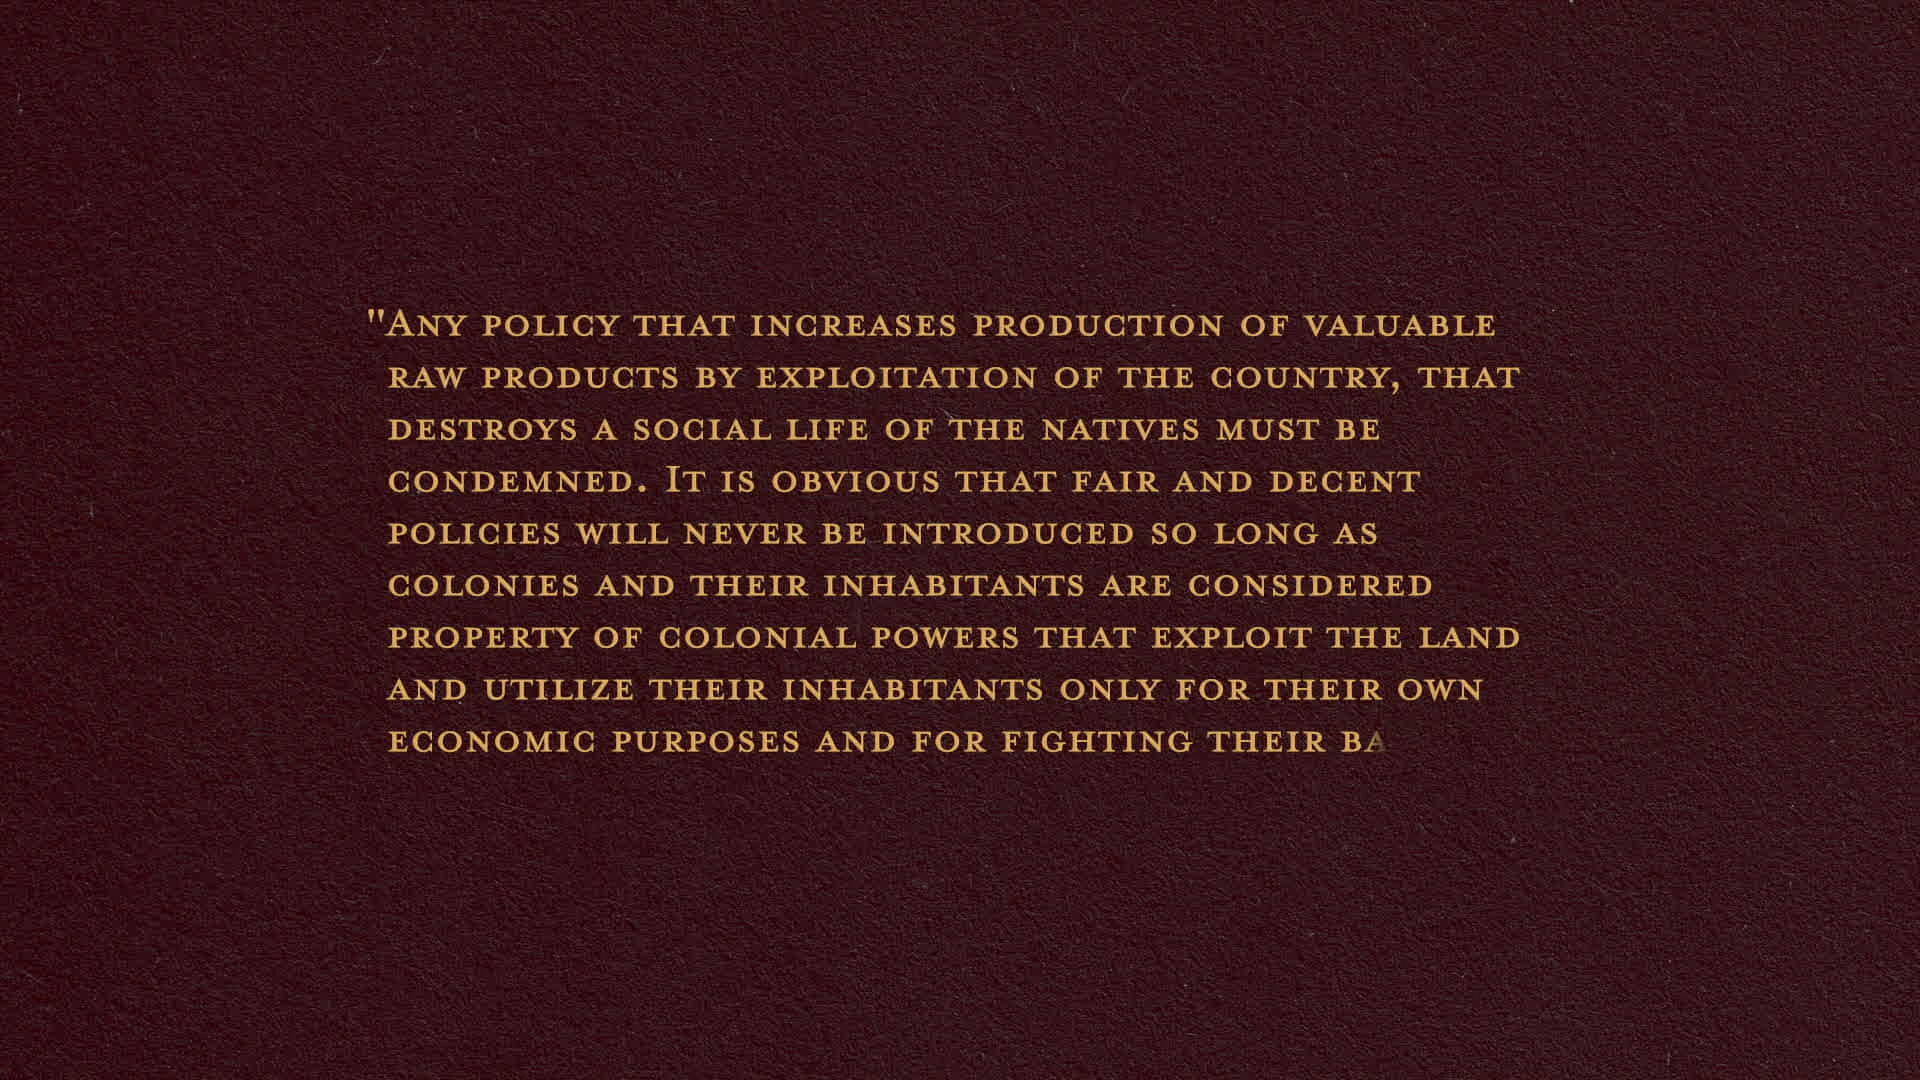 "Any policy that increases production of valuable
raw products by exploitation of the country, that
destroys a social life of the natives must be
condemned. It is obvious that fair and decent
policies will never be introduced so long as
colonies and their inhabitants are considered
property of colonial powers that exploit the land
and utilize their inhabitants only for their own
economic purposes and for fighting their ba